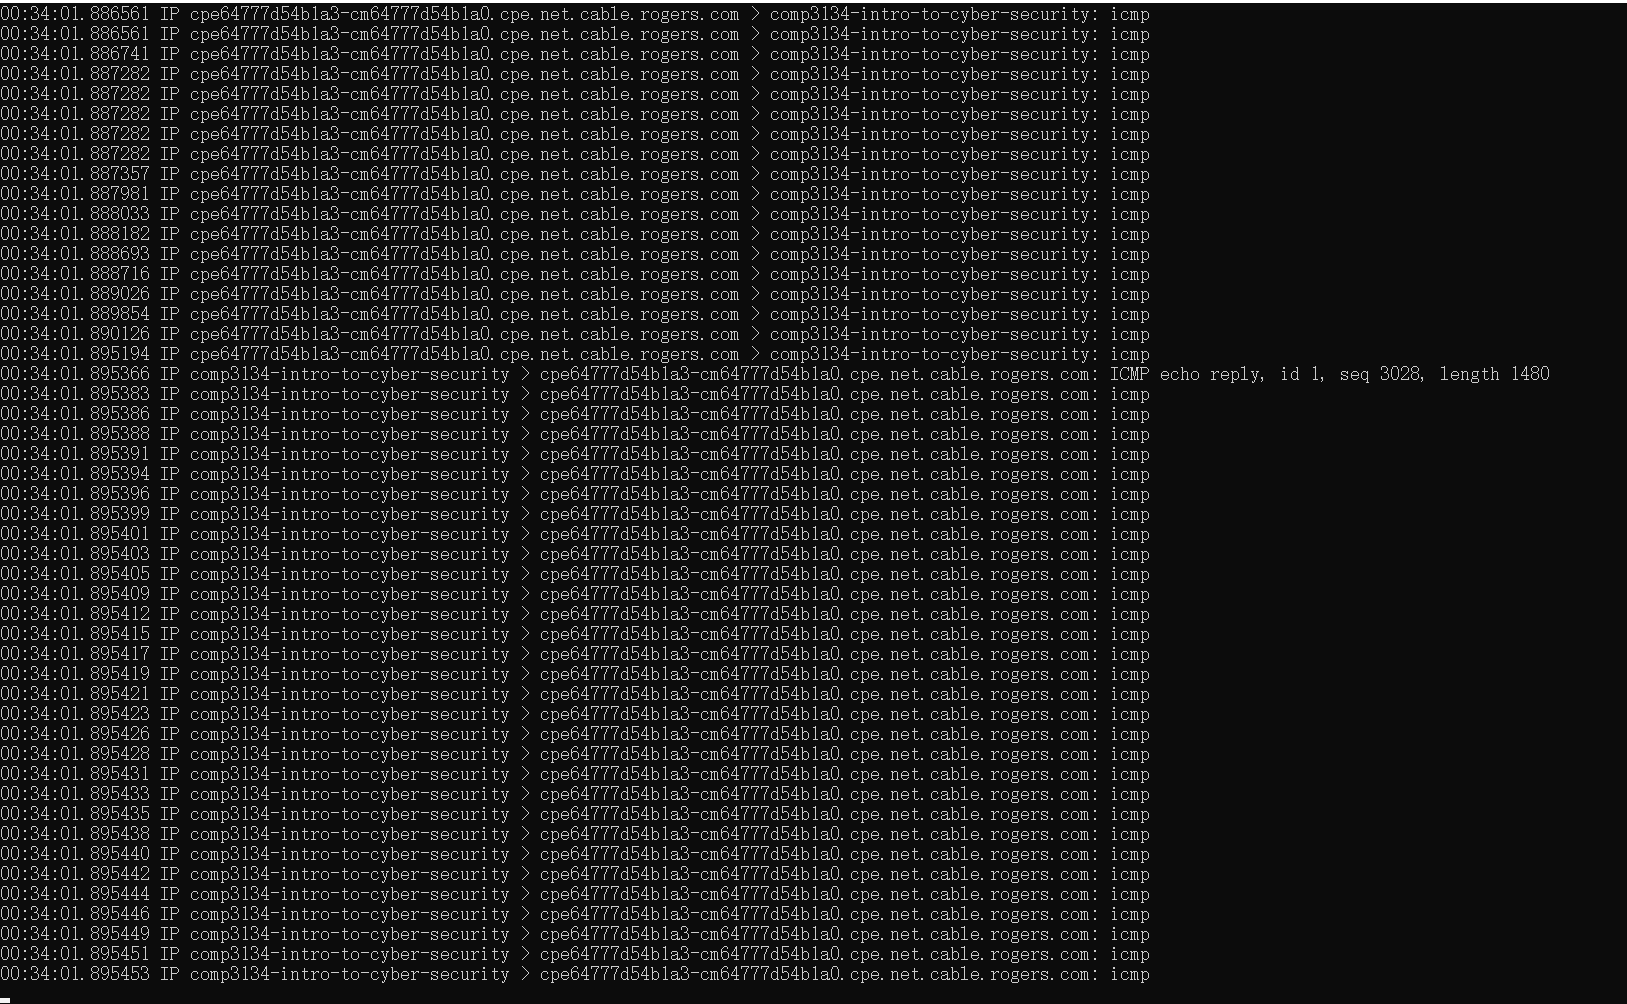 00:34:01.886561 IP cpe64777d54b1a3-cm64777d54b1a0.cpe.net.cable.rogers.com > comp3134-intro-to-cyber-security: icmp
00:34:01.886561 IP cpe64777d54b1a3-cm64777d54b1a0.cpe.net.cable.rogers.com > comp3134-intro-to-cyber-security: icmp
00:34:01.886741 IP cpe64777d54b1a3-cm64777d54b1a0.cpe.net.cable.rogers.com > comp3134-intro-to-cyber-security: icmp
00:34:01.887282 IP cpe64777d54b1a3-cm64777d54b1a0.cpe.net.cable.rogers.com > comp3134-intro-to-cyber-security: icmp
00:34:01.887282 IP cpe64777d54b1a3-cm64777d54b1a0.cpe.net.cable.rogers.com > comp3134-intro-to-cyber-security: icmp
00:34:01.887282 IP cpe64777d54b1a3-cm64777d54b1a0.cpe.net.cable.rogers.com > comp3134-intro-to-cyber-security: icmp
00:34:01.887282 IP cpe64777d54b1a3-cm64777d54b1a0.cpe.net.cable.rogers.com > comp3134-intro-to-cyber-security: icmp
00:34:01.887282 IP cpe64777d54b1a3-cm64777d54b1a0.cpe.net.cable.rogers.com > comp3134-intro-to-cyber-security: icmp
00:34:01.887357 IP cpe64777d54b1a3-cm64777d54b1a0.cpe.net.cable.rogers.com > comp3134-intro-to-cyber-security: icmp
00:34:01.887981 IP cpe64777d54b1a3-cm64777d54b1a0.cpe.net.cable.rogers.com > comp3134-intro-to-cyber-security: icmp
00:34:01.888033 IP cpe64777d54b1a3-cm64777d54b1a0.cpe.net.cable.rogers.com > comp3134-intro-to-cyber-security: icmp
00:34:01.888182 IP cpe64777d54b1a3-cm64777d54b1a0.cpe.net.cable.rogers.com > comp3134-intro-to-cyber-security: icmp
00:34:01.888693 IP cpe64777d54b1a3-cm64777d54b1a0.cpe.net.cable.rogers.com > comp3134-intro-to-cyber-security: icmp
00:34:01.888716 IP cpe64777d54b1a3-cm64777d54b1a0.cpe.net.cable.rogers.com > comp3134-intro-to-cyber-security: icmp
00:34:01.889026 IP cpe64777d54b1a3-cm64777d54b1a0.cpe.net.cable.rogers.com > comp3134-intro-to-cyber-security: icmp
00:34:01.889854 IP cpe64777d54b1a3-cm64777d54b1a0.cpe.net.cable.rogers.com > comp3134-intro-to-cyber-security: icmp
00:34:01.890126 IP cpe64777d54b1a3-cm64777d54b1a0.cpe.net.cable.rogers.com > comp3134-intro-to-cyber-security: icmp
00:34:01.895194 IP cpe64777d54b1a3-cm64777d54b1a0.cpe.net.cable.rogers.com > comp3134-intro-to-cyber-security: icmp
00:34:01.895366 IP comp3134-intro-to-cyber-security > cpe64777d54b1a3-cm64777d54b1a0.cpe.net.cable.rogers.com: ICMP echo reply, id 1, seq 3028, length 1480
00:34:01.895383 IP comp3134-intro-to-cyber-security > cpe64777d54b1a3-cm64777d54b1a0.cpe.net.cable.rogers.com: icmp
00:34:01.895386 IP comp3134-intro-to-cyber-security > cpe64777d54b1a3-cm64777d54b1a0.cpe.net.cable.rogers.com: icmp
00:34:01.895388 IP comp3134-intro-to-cyber-security > cpe64777d54b1a3-cm64777d54b1a0.cpe.net.cable.rogers.com: icmp
00:34:01.895391 IP comp3134-intro-to-cyber-security > cpe64777d54b1a3-cm64777d54b1a0.cpe.net.cable.rogers.com: icmp
00:34:01.895394 IP comp3134-intro-to-cyber-security > cpe64777d54b1a3-cm64777d54b1a0.cpe.net.cable.rogers.com: icmp
00:34:01.895396 IP comp3134-intro-to-cyber-security > cpe64777d54b1a3-cm64777d54b1a0.cpe.net.cable.rogers.com: icmp
00:34:01.895399 IP comp3134-intro-to-cyber-security > cpe64777d54b1a3-cm64777d54b1a0.cpe.net.cable.rogers.com: icmp
00:34:01.895401 IP comp3134-intro-to-cyber-security > cpe64777d54b1a3-cm64777d54b1a0.cpe.net.cable.rogers.com: icmp
00:34:01.895403 IP comp3134-intro-to-cyber-security > cpe64777d54b1a3-cm64777d54b1a0.cpe.net.cable.rogers.com: icmp
00:34:01.895405 IP comp3134-intro-to-cyber-security > cpe64777d54b1a3-cm64777d54b1a0.cpe.net.cable.rogers.com: icmp
00:34:01.895409 IP comp3134-intro-to-cyber-security > cpe64777d54b1a3-cm64777d54b1a0.cpe.net.cable.rogers.com: icmp
00:34:01.895412 IP comp3134-intro-to-cyber-security > cpe64777d54b1a3-cm64777d54b1a0.cpe.net.cable.rogers.com: icmp
00:34:01.895415 IP comp3134-intro-to-cyber-security > cpe64777d54b1a3-cm64777d54b1a0.cpe.net.cable.rogers.com: icmp
00:34:01.895417 IP comp3134-intro-to-cyber-security > cpe64777d54b1a3-cm64777d54b1a0.cpe.net.cable.rogers.com: icmp
00:34:01.895419 IP comp3134-intro-to-cyber-security > cpe64777d54b1a3-cm64777d54b1a0.cpe.net.cable.rogers.com: icmp
00:34:01.895421 IP comp3134-intro-to-cyber-security > cpe64777d54b1a3-cm64777d54b1a0.cpe.net.cable.rogers.com: icmp
00:34:01.895423 IP comp3134-intro-to-cyber-security > cpe64777d54b1a3-cm64777d54b1a0.cpe.net.cable.rogers.com: icmp
00:34:01.895426 IP comp3134-intro-to-cyber-security > cpe64777d54b1a3-cm64777d54b1a0.cpe.net.cable.rogers.com: icmp
00:34:01.895428 IP comp3134-intro-to-cyber-security > cpe64777d54b1a3-cm64777d54b1a0.cpe.net.cable.rogers.com: icmp
00:34:01.895431 IP comp3134-intro-to-cyber-security > cpe64777d54b1a3-cm64777d54b1a0.cpe.net.cable.rogers.com: icmp
00:34:01.895433 IP comp3134-intro-to-cyber-security > cpe64777d54b1a3-cm64777d54b1a0.cpe.net.cable.rogers.com: icmp
00:34:01.895435 IP comp3134-intro-to-cyber-security > cpe64777d54b1a3-cm64777d54b1a0.cpe.net.cable.rogers.com: icmp
00:34:01.895438 IP comp3134-intro-to-cyber-security > cpe64777d54b1a3-cm64777d54b1a0.cpe.net.cable.rogers.com: icmp
00:34:01.895440 IP comp3134-intro-to-cyber-security > cpe64777d54b1a3-cm64777d54b1a0.cpe.net.cable.rogers.com: icmp
00:34:01.895442 IP comp3134-intro-to-cyber-security > cpe64777d54b1a3-cm64777d54b1a0.cpe.net.cable.rogers.com: icmp
00:34:01.895444 IP comp3134-intro-to-cyber-security > cpe64777d54b1a3-cm64777d54b1a0.cpe.net.cable.rogers.com: icmp
00:34:01.895446 IP comp3134-intro-to-cyber-security > cpe64777d54b1a3-cm64777d54b1a0.cpe.net.cable.rogers.com: icmp
00:34:01.895449 IP comp3134-intro-to-cyber-security > cpe64777d54b1a3-cm64777d54b1a0.cpe.net.cable.rogers.com: icmp
00:34:01.895451 IP comp3134-intro-to-cyber-security > cpe64777d54b1a3-cm64777d54b1a0.cpe.net.cable.rogers.com: icmp
00:34:01.895453 IP comp3134-intro-to-cyber-security > cpe64777d54b1a3-cm64777d54b1a0.cpe.net.cable.rogers.com: icmp